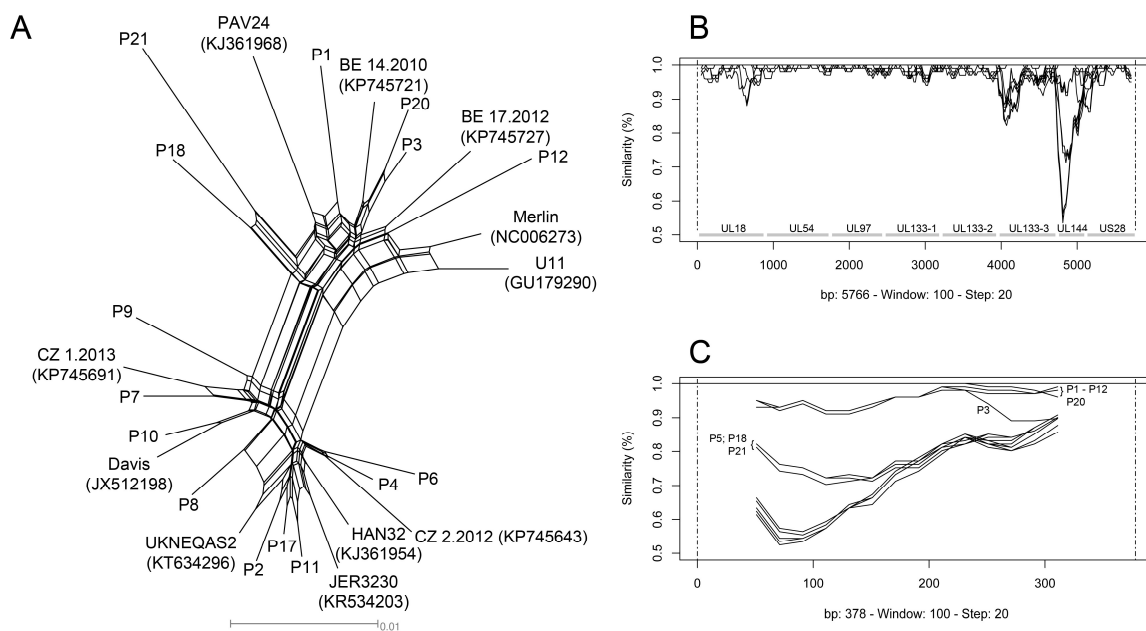 A
P21
PAV24
(KJ361968)
P1
BE 14.2010
(KP745721)
P20
BE 17.2012
(KP745727)
P3
P12
P18
Merlin
(NC006273)
U11
(GU179290)
P9
CZ 1.2013
(KP745691)
P7
P10
Davis
(JX512198)
P8
UKNEQAS2
(KT634296)
P2
P17
P11
JER3230
(KR534203)
HAN32
(KJ361954)
CZ 2.2012 (KP745643)
P4
P6
0.01
B
Similarity (%)
1.0
0.9
0.8
0.7
0.6
0.5
UL18 UL54 UL97 UL133-1 UL133-2 UL133-3 UL144 US28
0 1000 2000 3000 4000 5000
bp: 5766 - Window: 100 - Step: 20
C
Similarity (%)
1.0
0.9
0.8
0.7
0.6
0.5
P1 - P12
P20
P3
P5; P18
P21
0 100 200 300
bp: 378 - Window: 100 - Step: 20